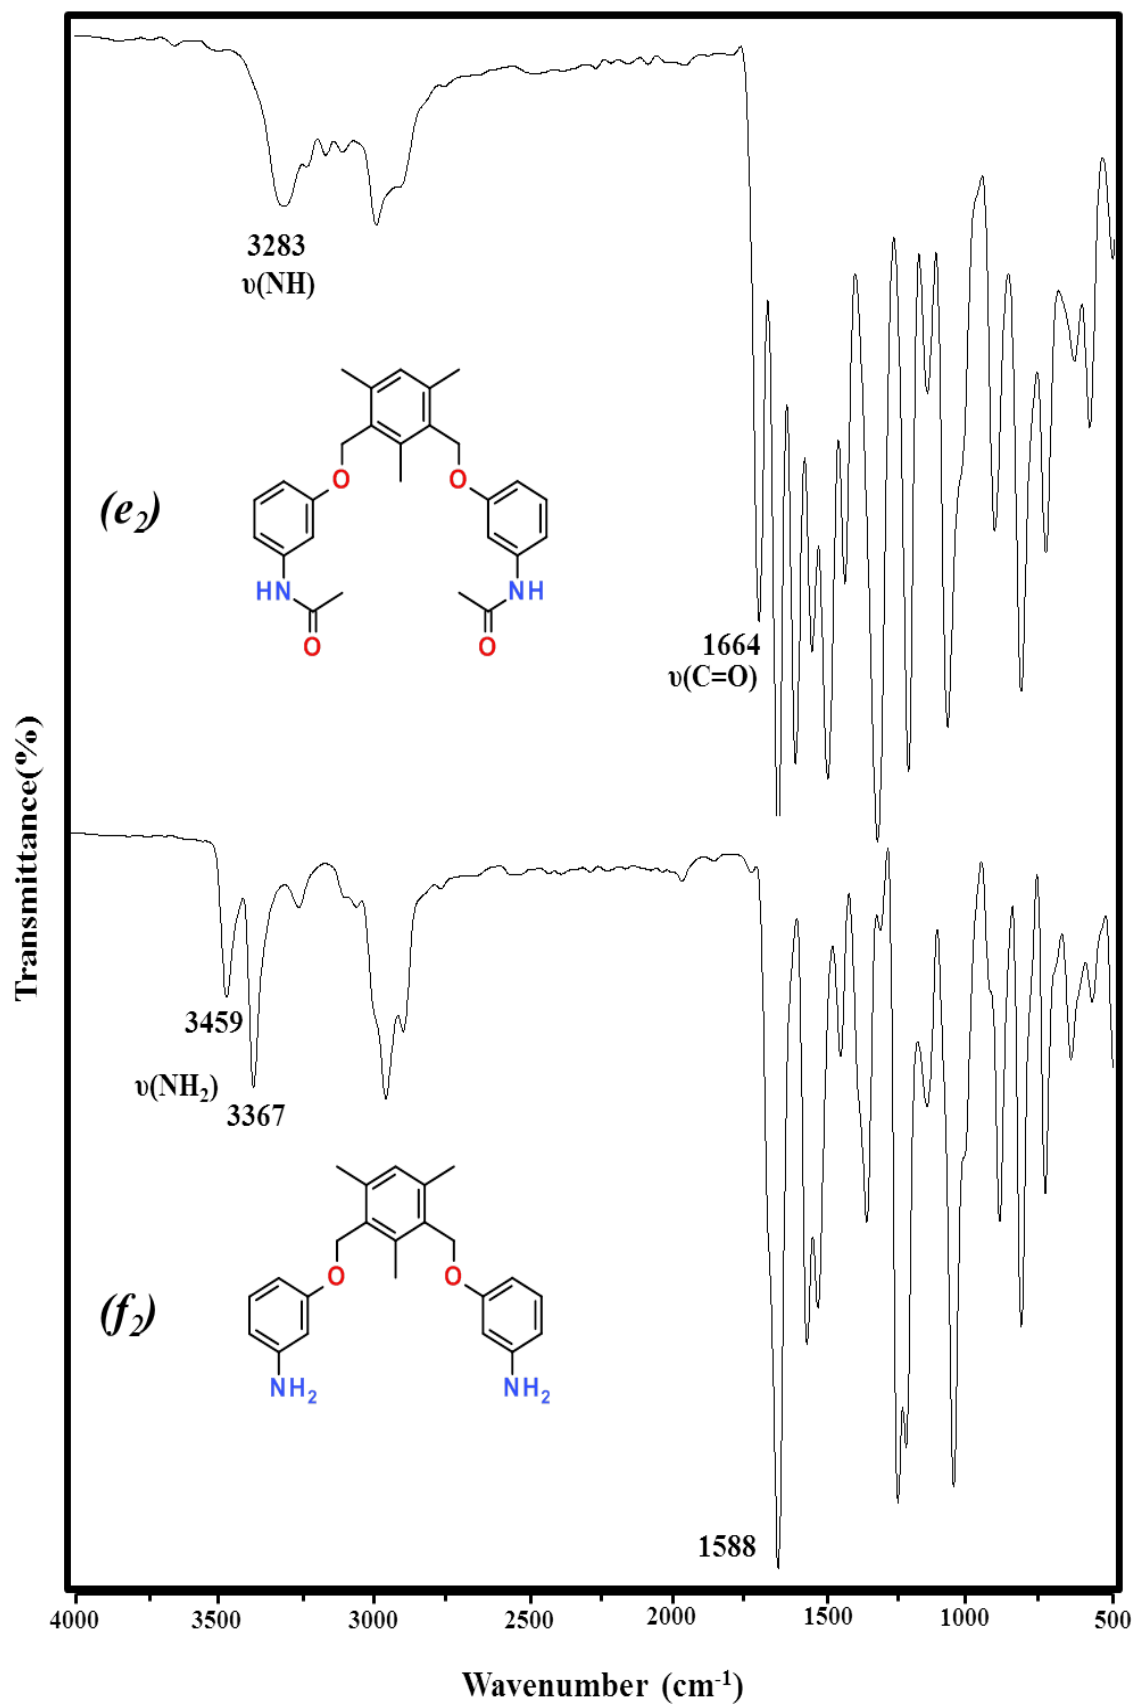 3283
υ(NH)
(e₂)
O
O
HN
NH
O
O
1664
υ(C=O)
Transmittance(%)
3459
υ(NH₂)
3367
(f₂)
O
O
NH₂
NH₂
1588
4000 3500 3000 2500 2000 1500 1000 500
Wavenumber (cm⁻¹)